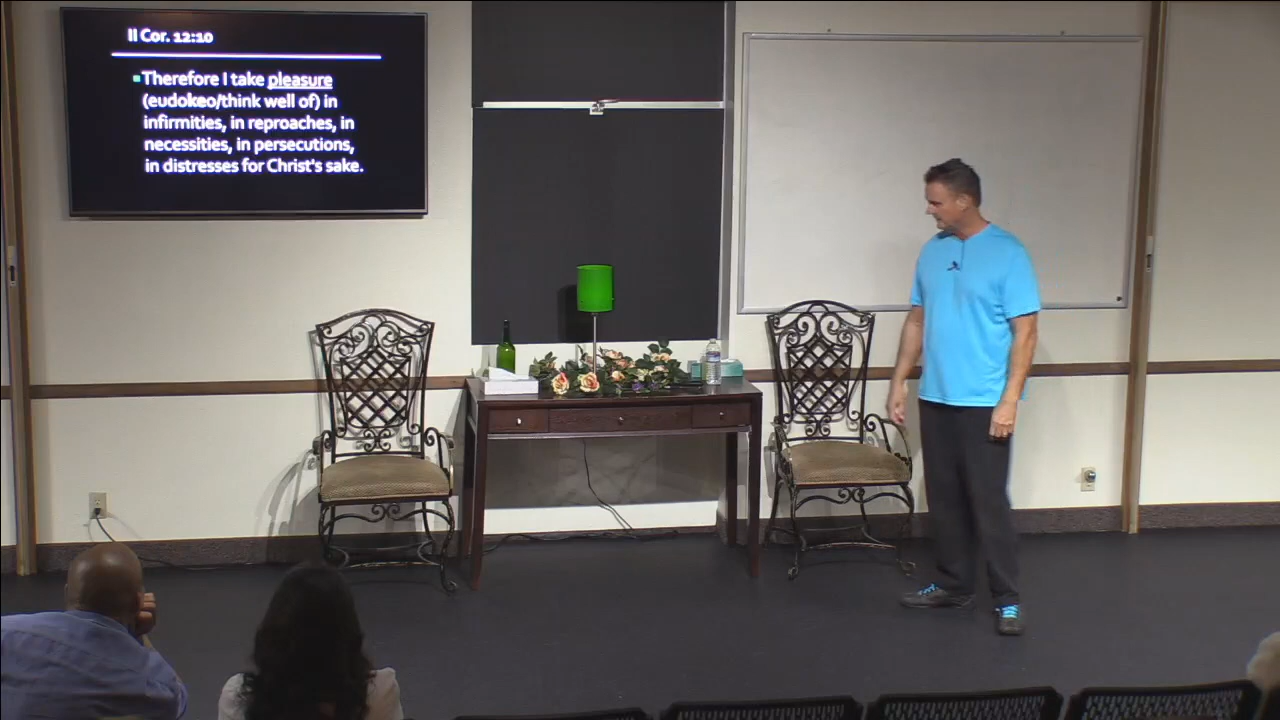 II Cor. 12:10
Therefore I take pleasure
(eudokeo/think well of) in
infirmities, in reproaches, in
necessities, in persecutions,
in distresses for Christ's sake.